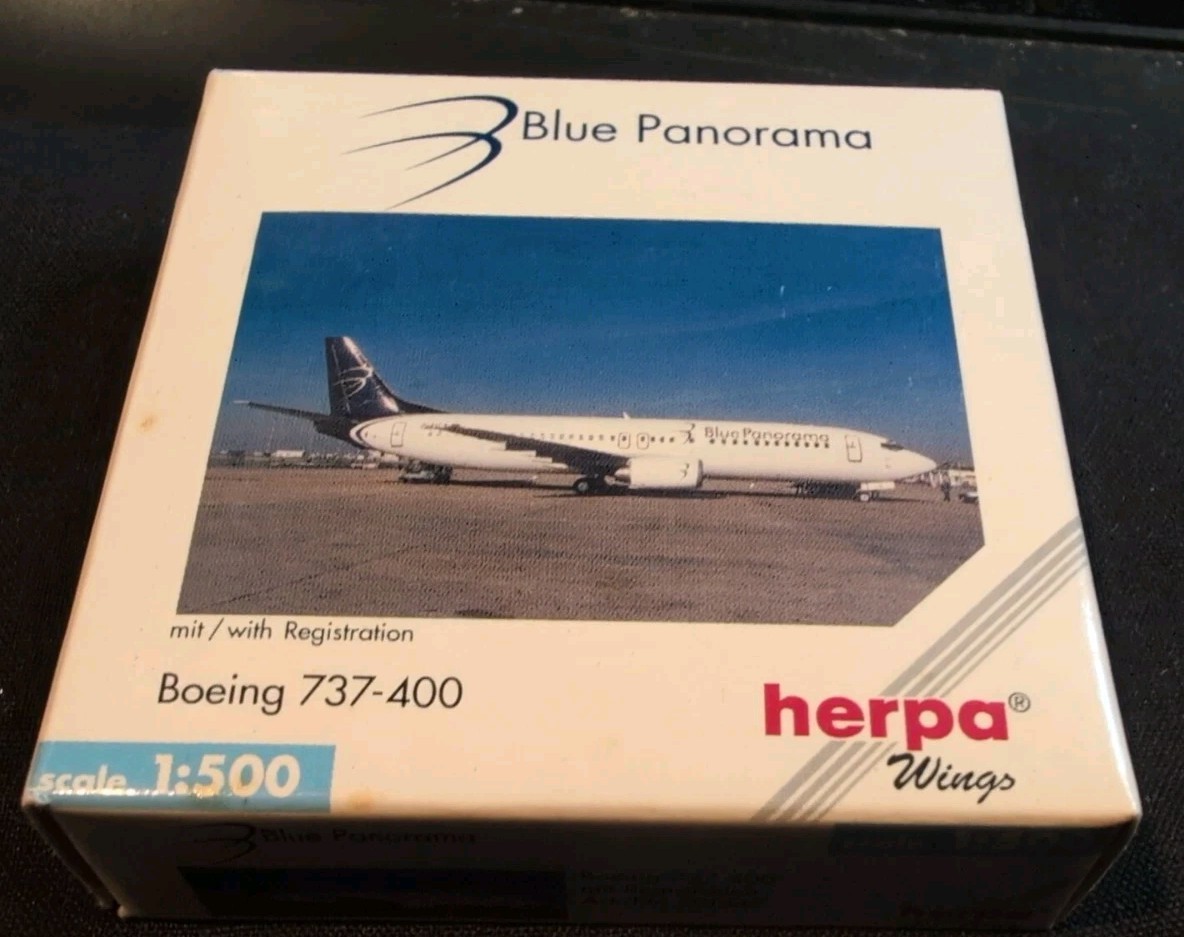 Blue Panorama
Blue Panorama
mit / with Registration
Boeing 737-400
herpa®
Wings
scale 1:500
Blue Panorama